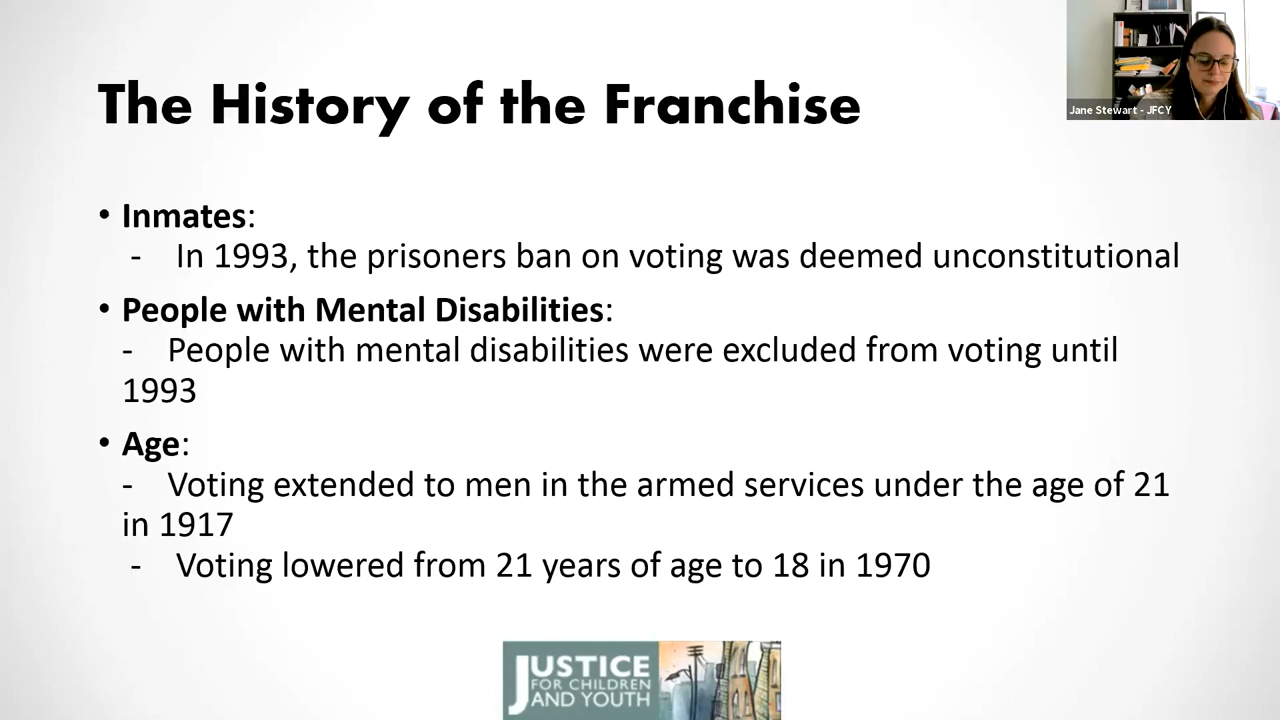 The History of the Franchise
Jane Stewart - JFCY
• Inmates:
- In 1993, the prisoners ban on voting was deemed unconstitutional
• People with Mental Disabilities:
- People with mental disabilities were excluded from voting until
1993
• Age:
- Voting extended to men in the armed services under the age of 21
in 1917
- Voting lowered from 21 years of age to 18 in 1970
JUSTICE
FOR CHILDREN
AND YOUTH